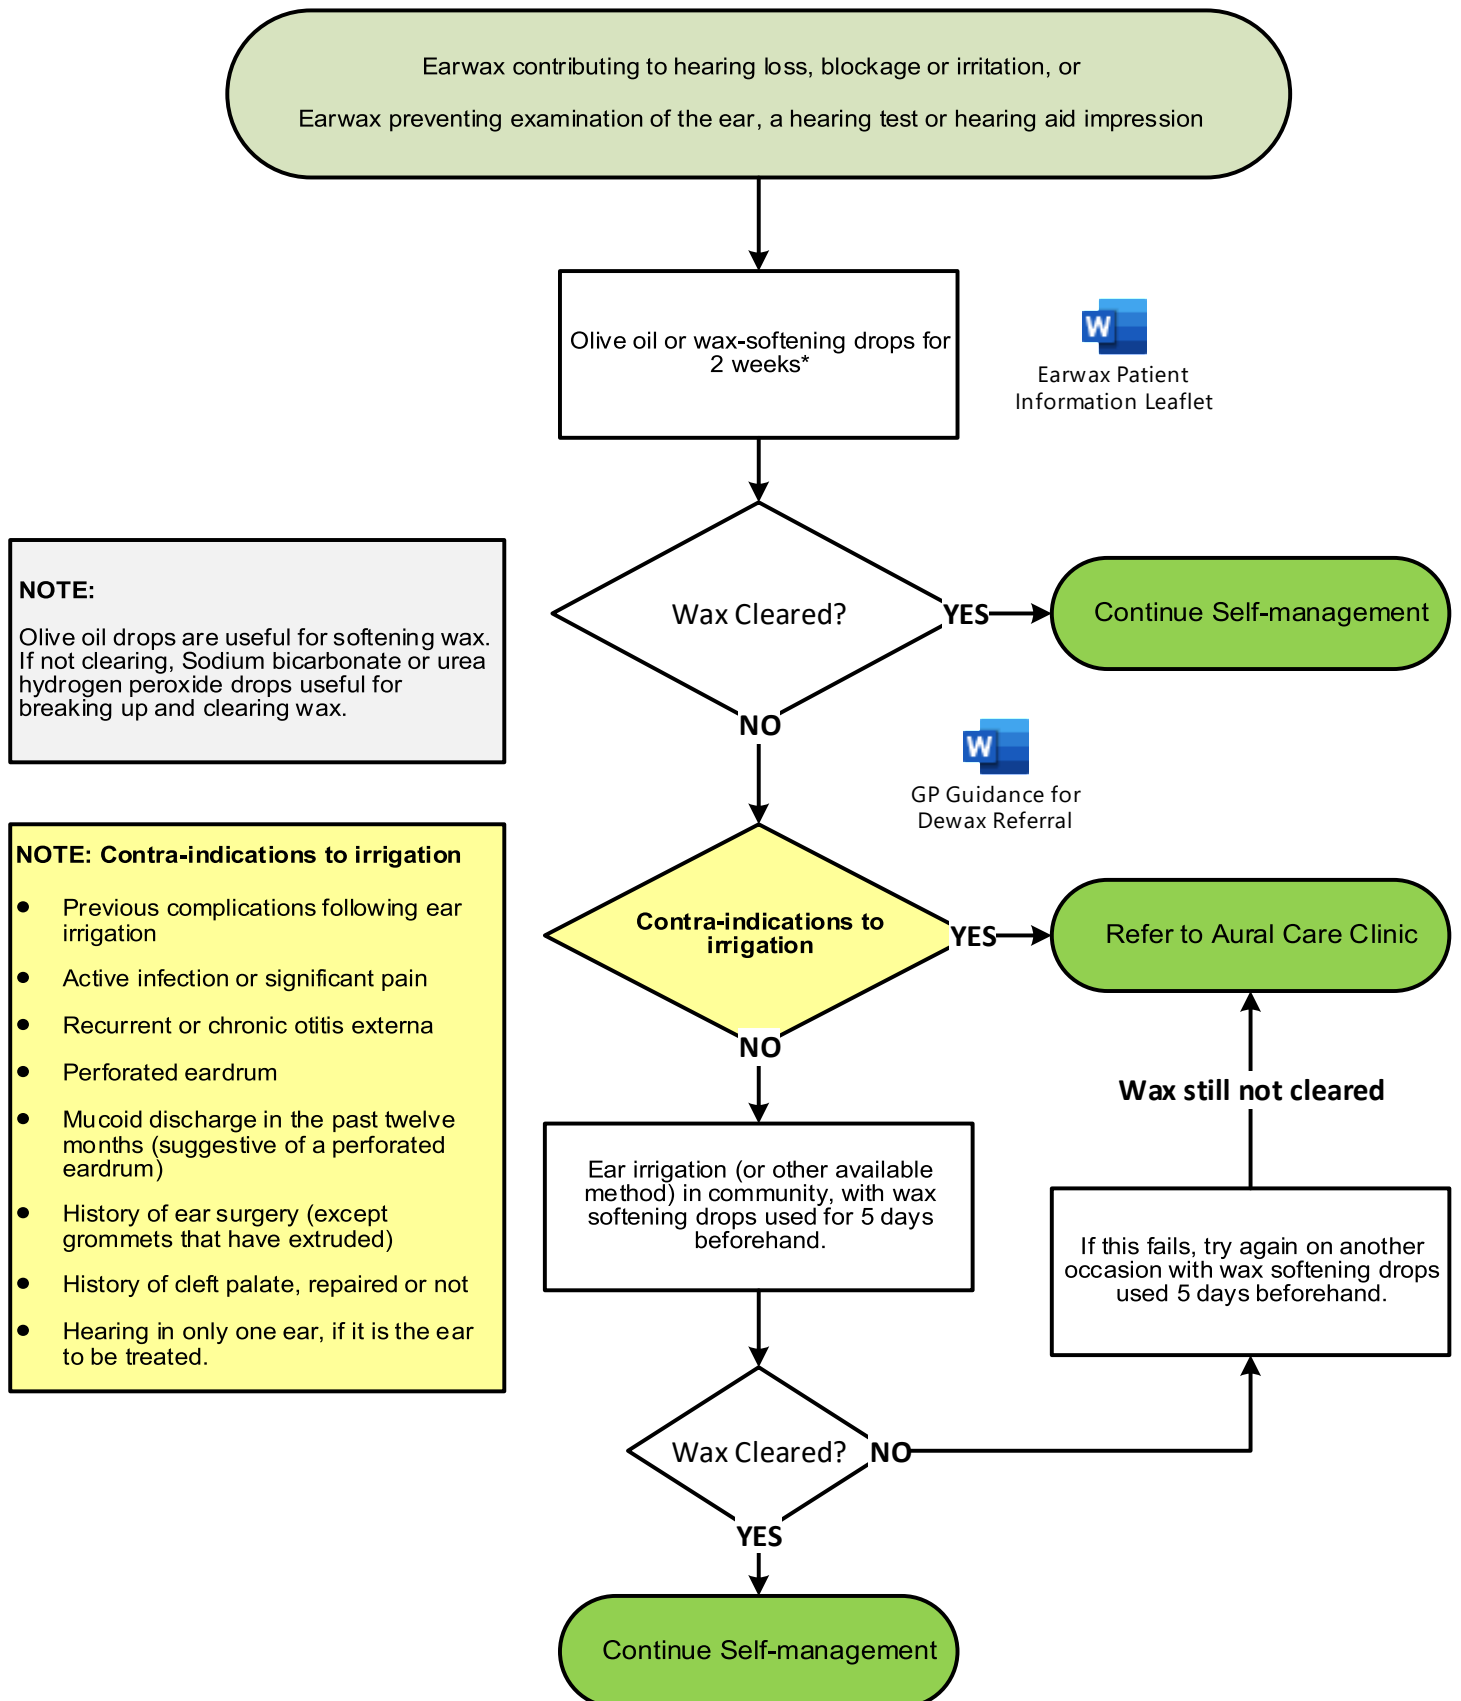 Earwax contributing to hearing loss, blockage or irritation, or
Earwax preventing examination of the ear, a hearing test or hearing aid impression
Olive oil or wax-softening drops for
2 weeks*
W
Earwax Patient
Information Leaflet
Wax Cleared?
YES
Continue Self-management
NO
NOTE:
Olive oil drops are useful for softening wax.
If not clearing, Sodium bicarbonate or urea
hydrogen peroxide drops useful for
breaking up and clearing wax.
W
GP Guidance for
Dewax Referral
NOTE: Contra-indications to irrigation
● Previous complications following ear
irrigation
● Active infection or significant pain
● Recurrent or chronic otitis externa
● Perforated eardrum
● Mucoid discharge in the past twelve
months (suggestive of a perforated
eardrum)
● History of ear surgery (except
grommets that have extruded)
● History of cleft palate, repaired or not
● Hearing in only one ear, if it is the ear
to be treated.
Contra-indications to
irrigation
YES
Refer to Aural Care Clinic
NO
Wax still not cleared
Ear irrigation (or other available
method) in community, with wax
softening drops used for 5 days
beforehand.
If this fails, try again on another
occasion with wax softening drops
used 5 days beforehand.
Wax Cleared?
NO
YES
Continue Self-management